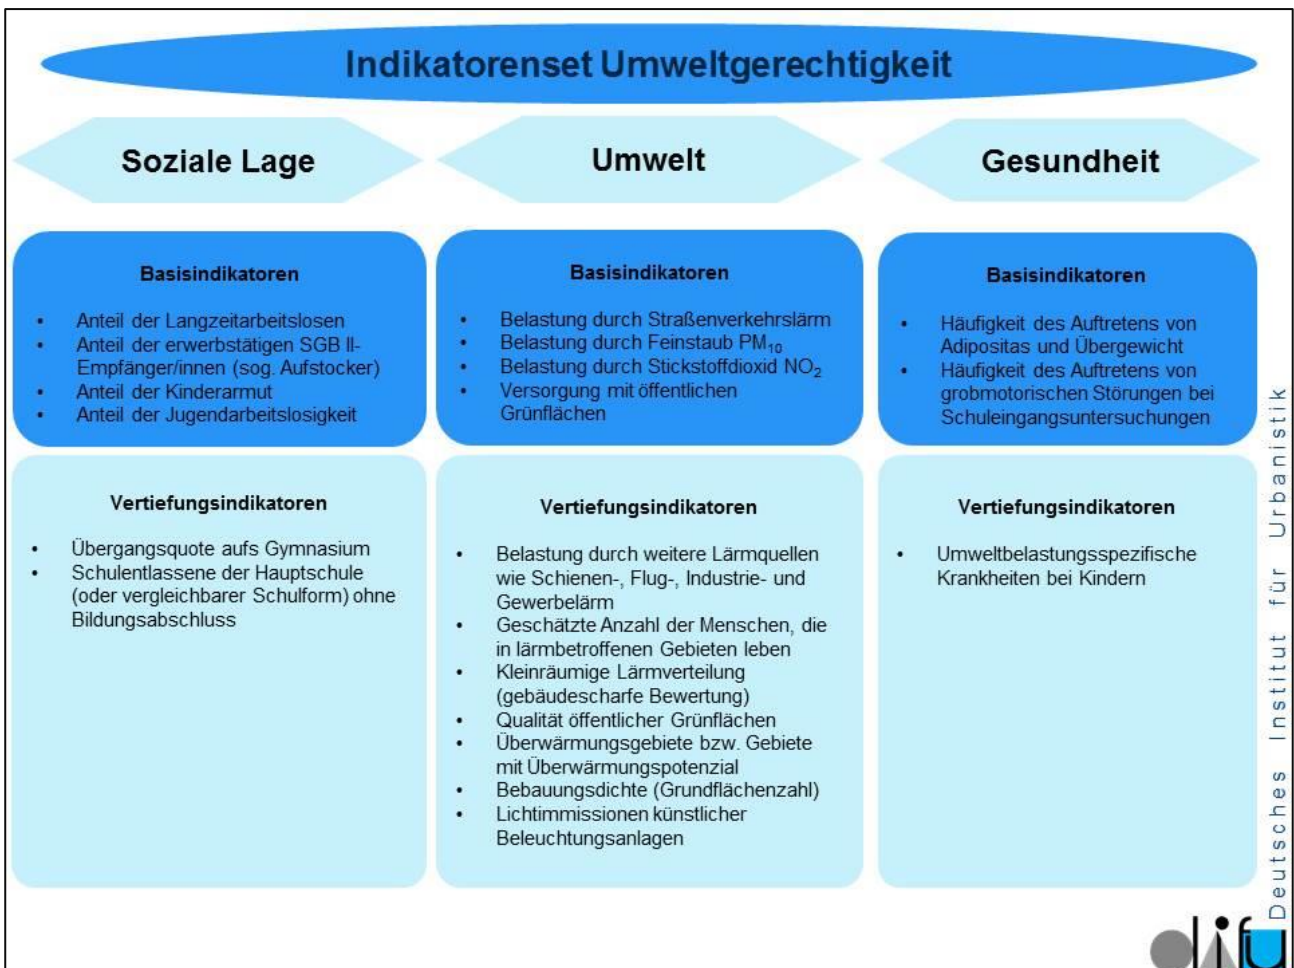 Indikatorenset Umweltgerechtigkeit
Soziale Lage
Umwelt
Gesundheit
Basisindikatoren
• Anteil der Langzeitarbeitslosen
• Anteil der erwerbstätigen SGB II-
Empfänger/innen (sog. Aufstocker)
• Anteil der Kinderarmut
• Anteil der Jugendarbeitslosigkeit
Basisindikatoren
• Belastung durch Straßenverkehrslärm
• Belastung durch Feinstaub PM₁₀
• Belastung durch Stickstoffdioxid NO₂
• Versorgung mit öffentlichen
Grünflächen
Basisindikatoren
• Häufigkeit des Auftretens von
Adipositas und Übergewicht
• Häufigkeit des Auftretens von
grobmotorischen Störungen bei
Schuleingangsuntersuchungen
Vertiefungsindikatoren
• Übergangsquote aufs Gymnasium
• Schulentlassene der Hauptschule
(oder vergleichbarer Schulform) ohne
Bildungsabschluss
Vertiefungsindikatoren
• Belastung durch weitere Lärmquellen
wie Schienen-, Flug-, Industrie- und
Gewerbelärm
• Geschätzte Anzahl der Menschen, die
in lärmbetroffenen Gebieten leben
• Kleinräumige Lärmverteilung
(gebäudescharfe Bewertung)
• Qualität öffentlicher Grünflächen
• Überwärmungsgebiete bzw. Gebiete
mit Überwärmungspotenzial
• Bebauungsdichte (Grundflächenzahl)
• Lichtimmissionen künstlicher
Beleuchtungsanlagen
Vertiefungsindikatoren
• Umweltbelastungsspezifische
Krankheiten bei Kindern
Deutsches Institut für Urbanistik
difu